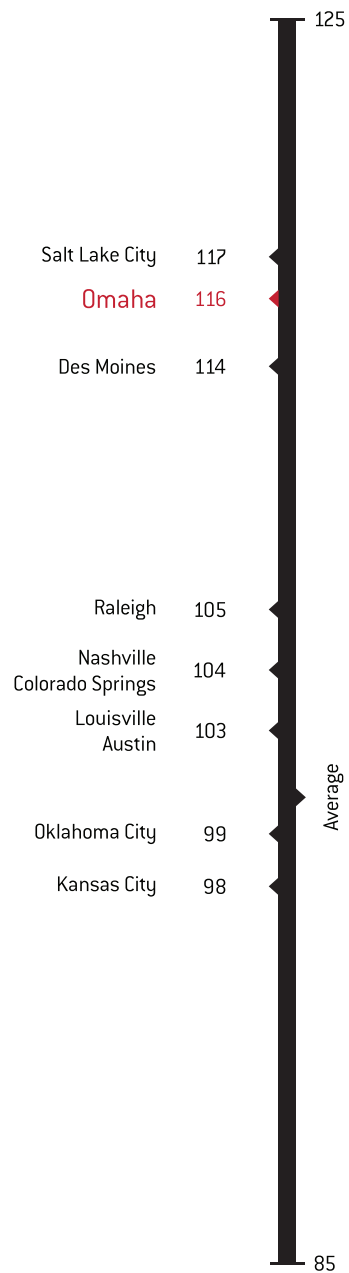 125
Salt Lake City 117
Omaha 116
Des Moines 114
Raleigh 105
Nashville
Colorado Springs
104
Louisville
Austin
103
Average
Oklahoma City 99
Kansas City 98
85